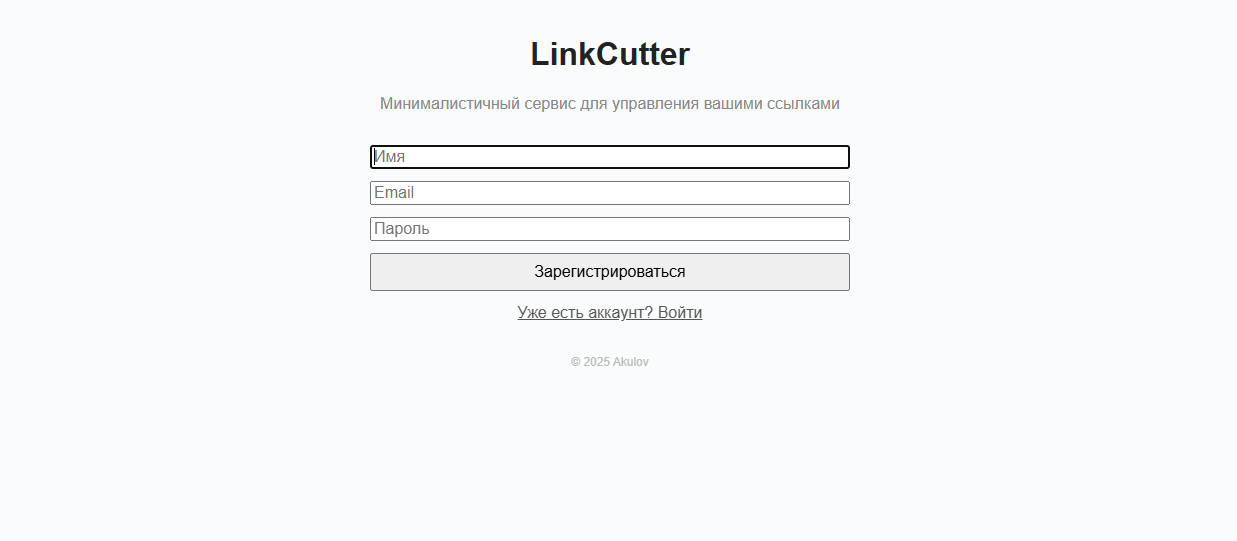 LinkCutter
Минималистичный сервис для управления вашими ссылками
Имя
Email
Пароль
Зарегистрироваться
Уже есть аккаунт? Войти
© 2025 Akulov